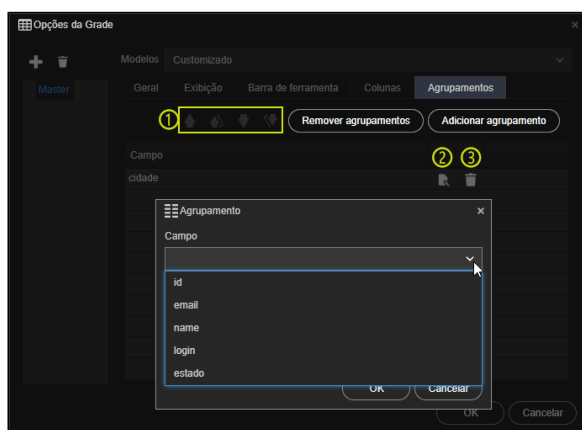 Opções da Grade
Modelos Customizado
Master
Geral Exibição Barra de ferramenta Colunas Agrupamentos
1 Remover agrupamentos Adicionar agrupamento
Campo 2 3
cidade
Agrupamento
Campo
id
email
name
login
estado
OK Cancelar
OK Cancelar